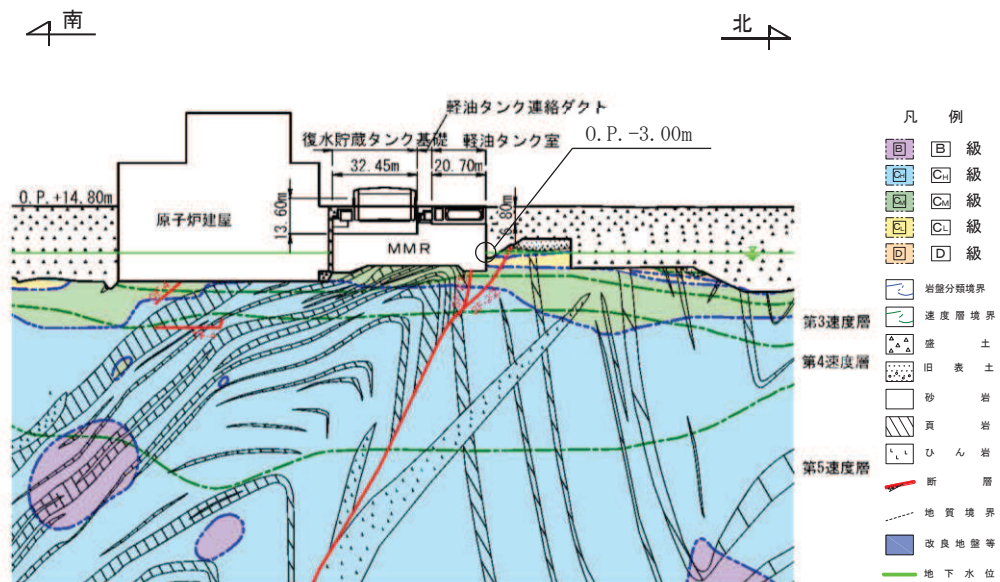 南
北
軽油タンク連絡ダクト
復水貯蔵タンク基礎 軽油タンク室
O.P.-3.00m
32.45m
20.70m
O.P.+14.80m
13.60m
6.80m
原子炉建屋
MMR
第3速度層
第4速度層
第5速度層
凡 例
B B 級
CH CH 級
CM CM 級
CL CL 級
D D 級
岩盤分類境界
速度層境界
盛 土
旧 表 土
砂 岩
頁 岩
ひ ん 岩
断 層
地 質 境 界
改 良 地 盤 等
地 下 水 位